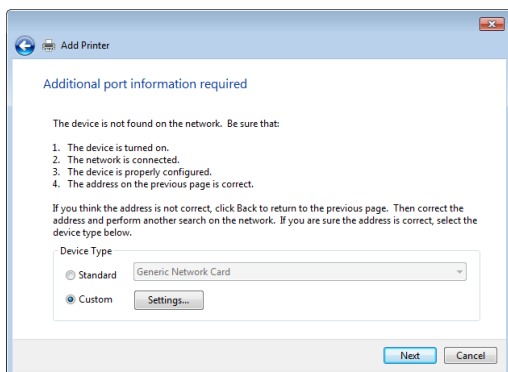 Add Printer
Additional port information required
The device is not found on the network. Be sure that:
1. The device is turned on.
2. The network is connected.
3. The device is properly configured.
4. The address on the previous page is correct.
If you think the address is not correct, click Back to return to the previous page. Then correct the
address and perform another search on the network. If you are sure the address is correct, select the
device type below.
Device Type
Standard Generic Network Card
Custom Settings...
Next Cancel